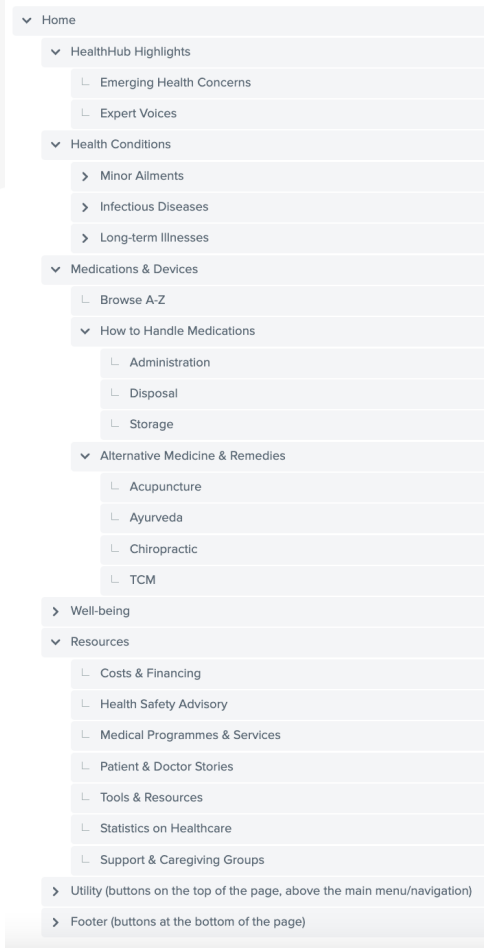 Home
HealthHub Highlights
Emerging Health Concerns
Expert Voices
Health Conditions
Minor Ailments
Infectious Diseases
Long-term Illnesses
Medications & Devices
Browse A-Z
How to Handle Medications
Administration
Disposal
Storage
Alternative Medicine & Remedies
Acupuncture
Ayurveda
Chiropractic
TCM
Well-being
Resources
Costs & Financing
Health Safety Advisory
Medical Programmes & Services
Patient & Doctor Stories
Tools & Resources
Statistics on Healthcare
Support & Caregiving Groups
Utility (buttons on the top of the page, above the main menu/navigation)
Footer (buttons at the bottom of the page)